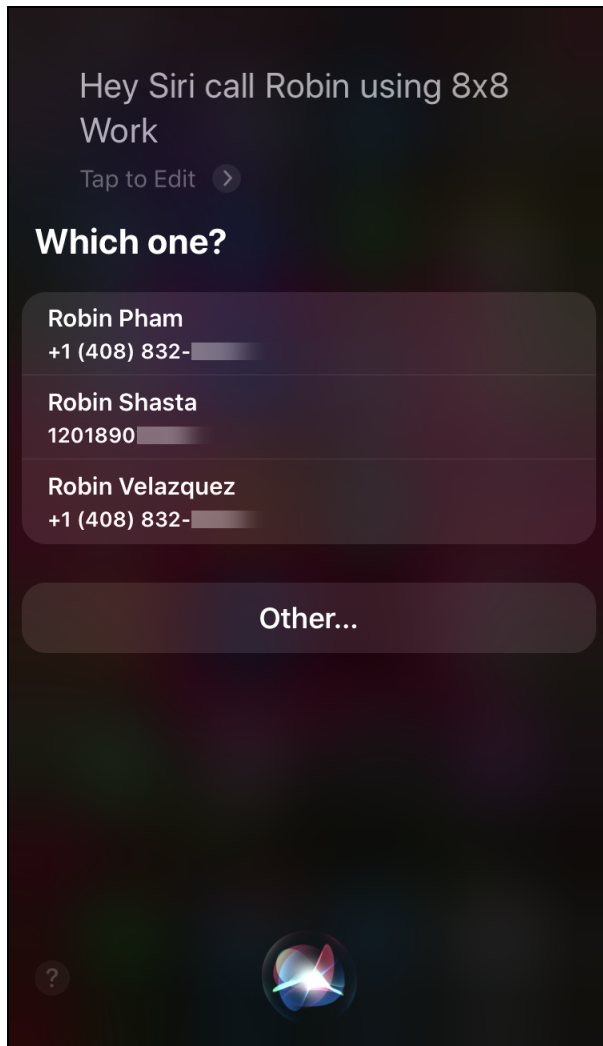 Hey Siri call Robin using 8x8
Work
Tap to Edit
Which one?
Robin Pham
+1 (408) 832-
Robin Shasta
1201890
Robin Velazquez
+1 (408) 832-
Other...
?